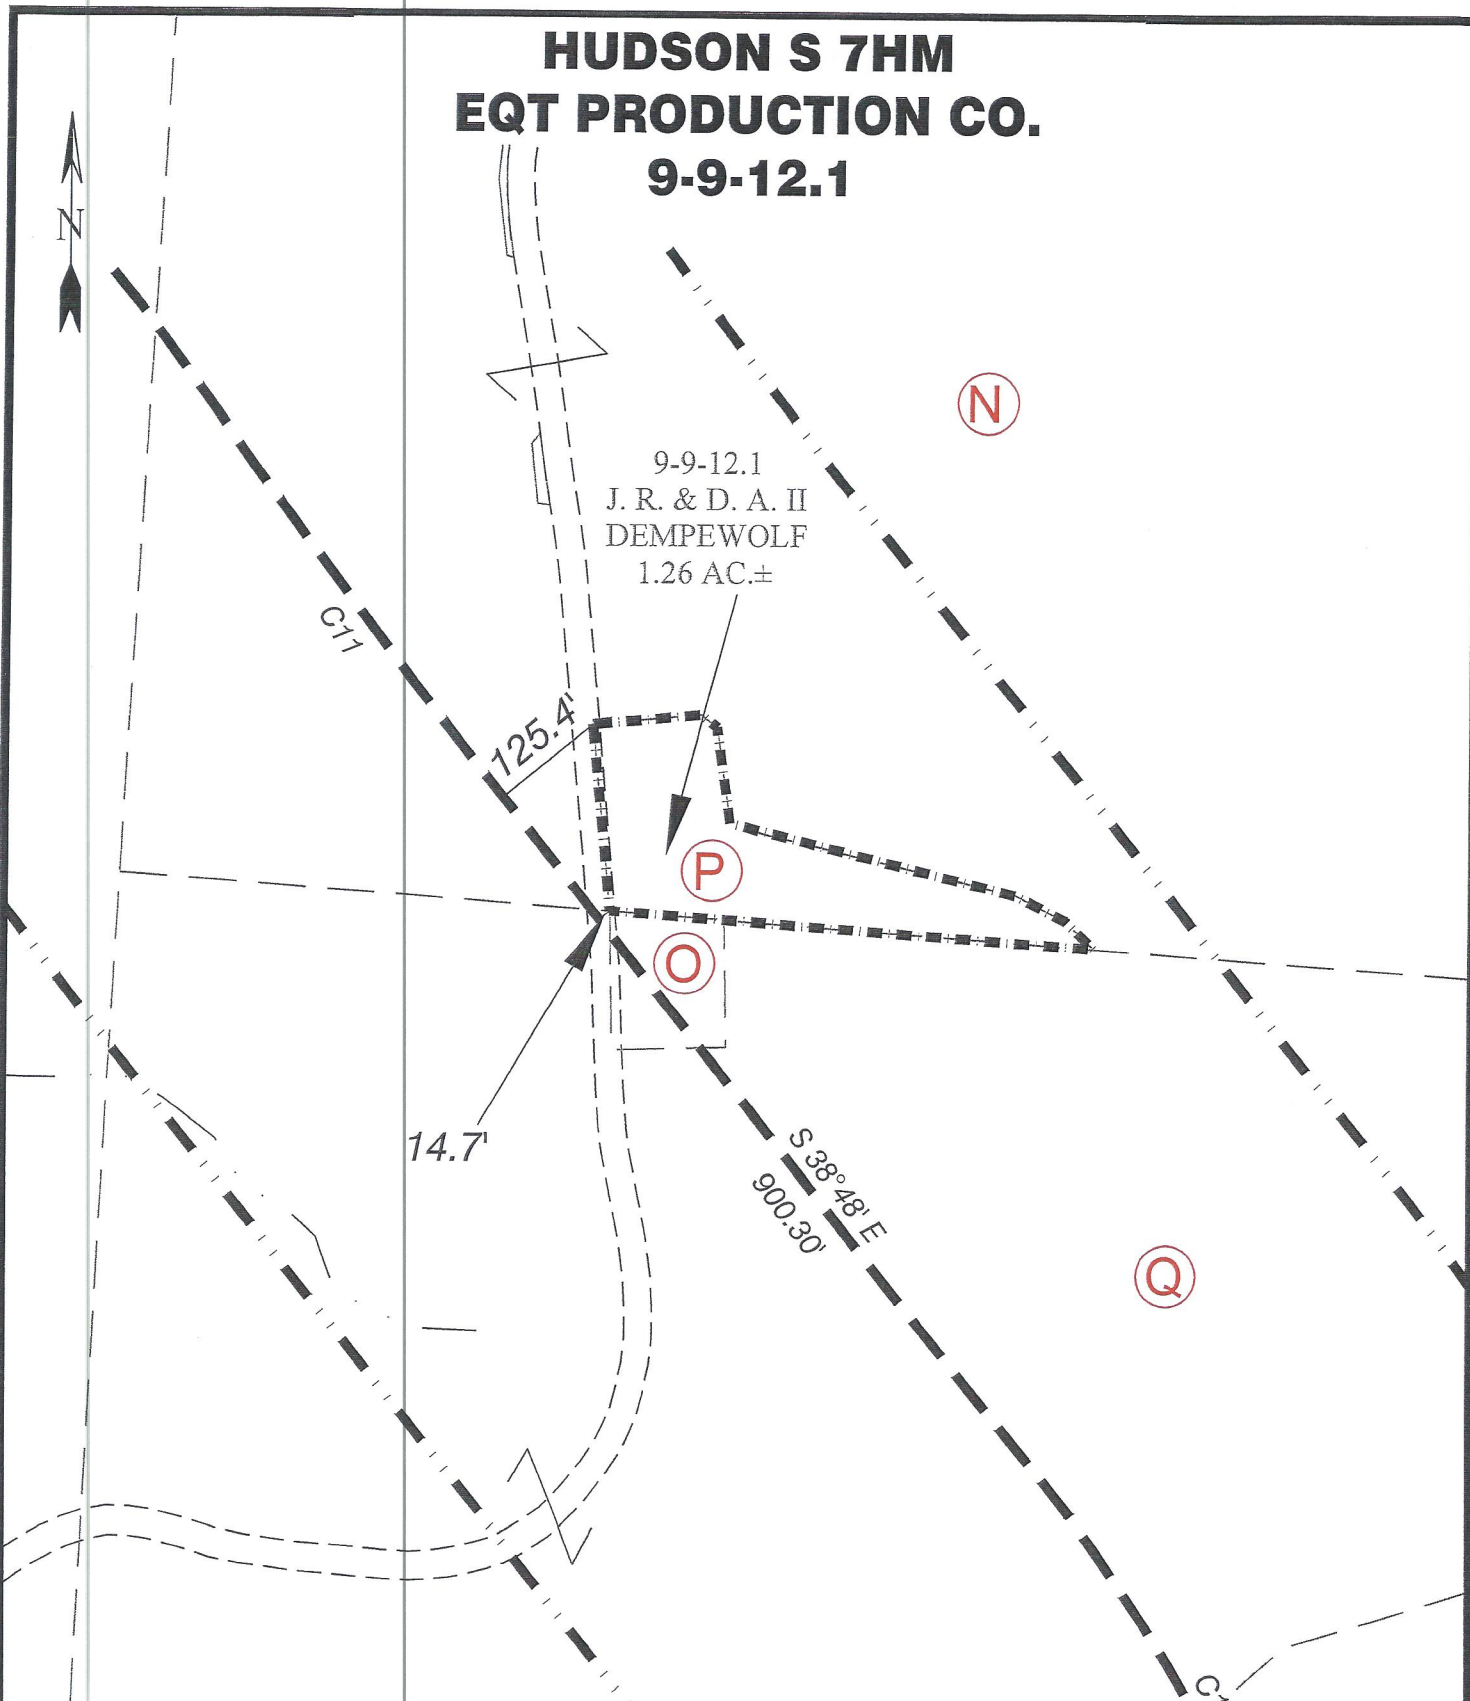 HUDSON S 7HM
EQT PRODUCTION CO.
9-9-12.1
N
N
9-9-12.1
J. R. & D. A. II
DEMPEWOLF
1.26 AC.±
C11
125.4'
P
O
14.7'
S 38°48' E
900.30'
Q